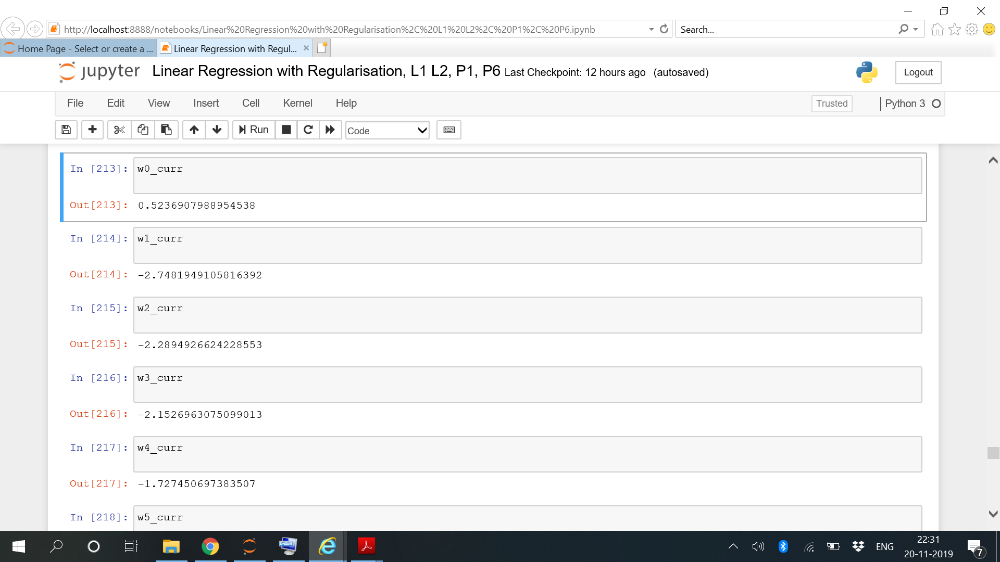 http://localhost:8888/notebooks/Linear%20Regression%20with%20Regularisation%2C%20L1%20L2%2C%20P1%2C%20P6.ipynb
Search...
Home Page - Select or create a ...
Linear Regression with Regul...
jupyter Linear Regression with Regularisation, L1 L2, P1, P6 Last Checkpoint: 12 hours ago (autosaved)
Logout
File Edit View Insert Cell Kernel Help
Trusted
Python 3
Run
Code
In [213]: w0_curr
Out[213]: 0.5236907988954538
In [214]: w1_curr
Out[214]: -2.7481949105816392
In [215]: w2_curr
Out[215]: -2.2894926624228553
In [216]: w3_curr
Out[216]: -2.1526963075099013
In [217]: w4_curr
Out[217]: -1.727450697383507
In [218]: w5_curr
ENG
22:31
20-11-2019
7